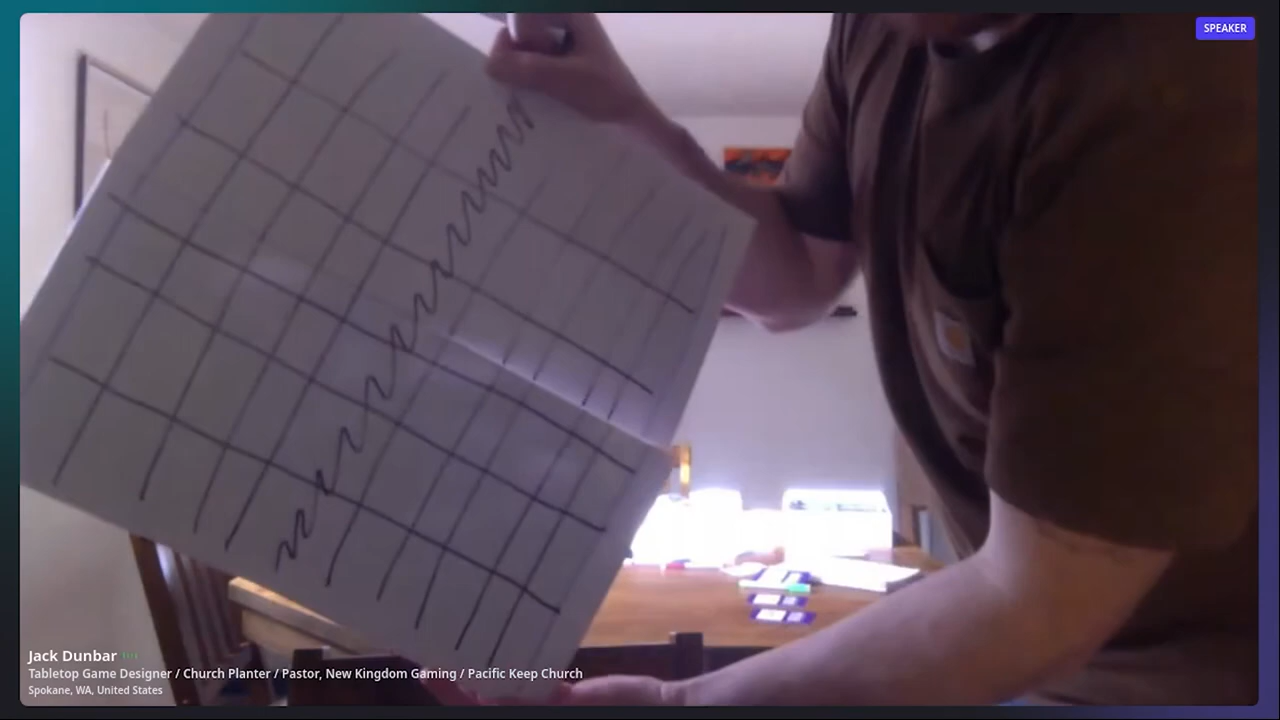 SPEAKER
Jack Dunbar
Tabletop Game Designer / Church Planter / Pastor, New Kingdom Gaming / Pacific Keep Church
Spokane, WA, United States